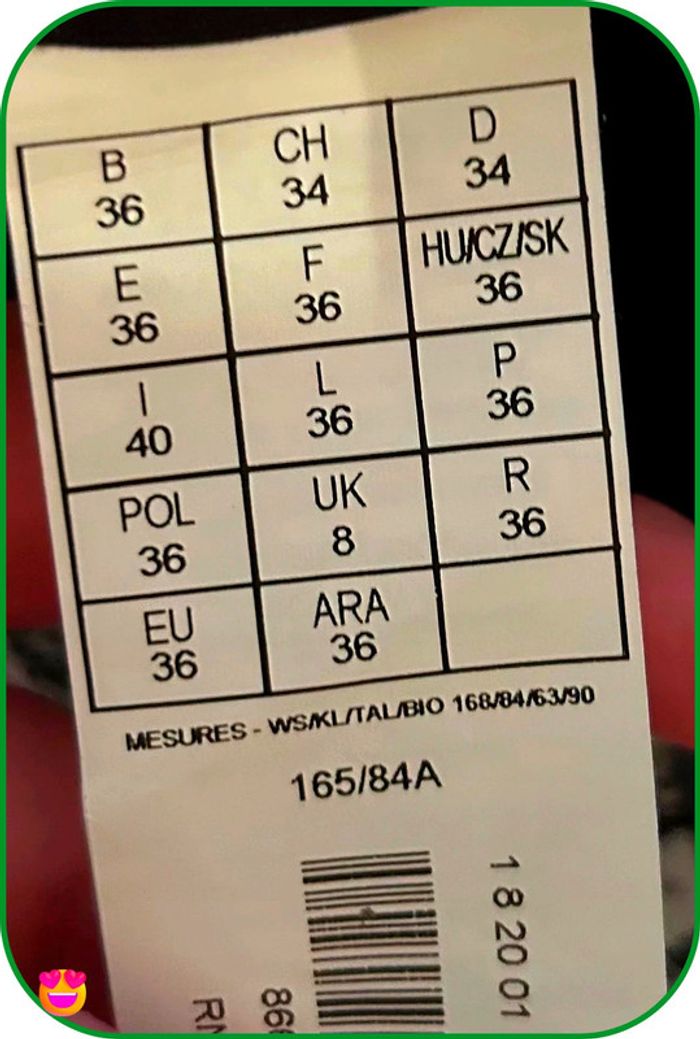 B CH D
36 34 34
E F HU/CZ/SK
36 36 36
I L P
40 36 36
POL UK R
36 8 36
EU ARA
36 36
MESURES - WS/KL/TAL/BIO 168/84/63/90
165/84A
1 8 20 01